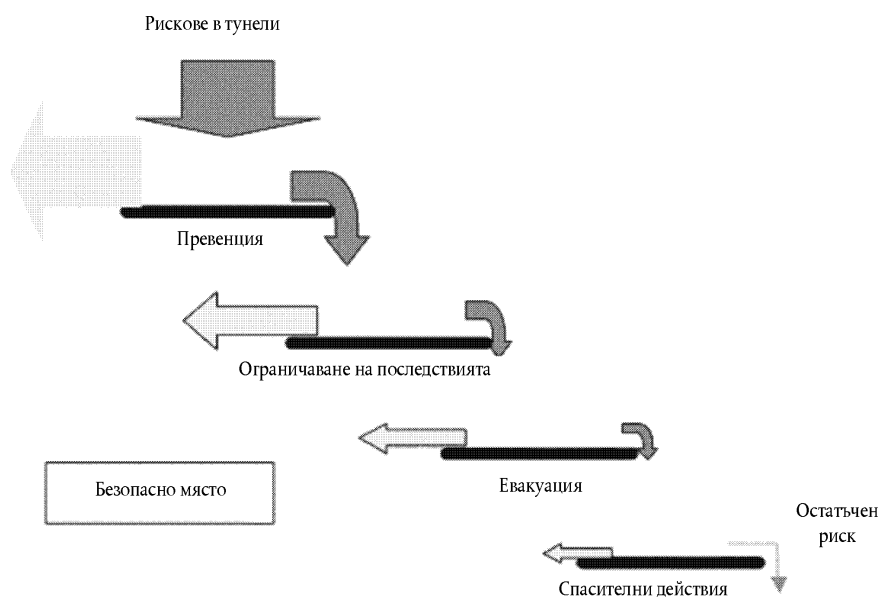 Рискове в тунели
Превенция
Ограничаване на последствията
Безопасно място
Евакуация
Остатъчен
риск
Спасителни действия